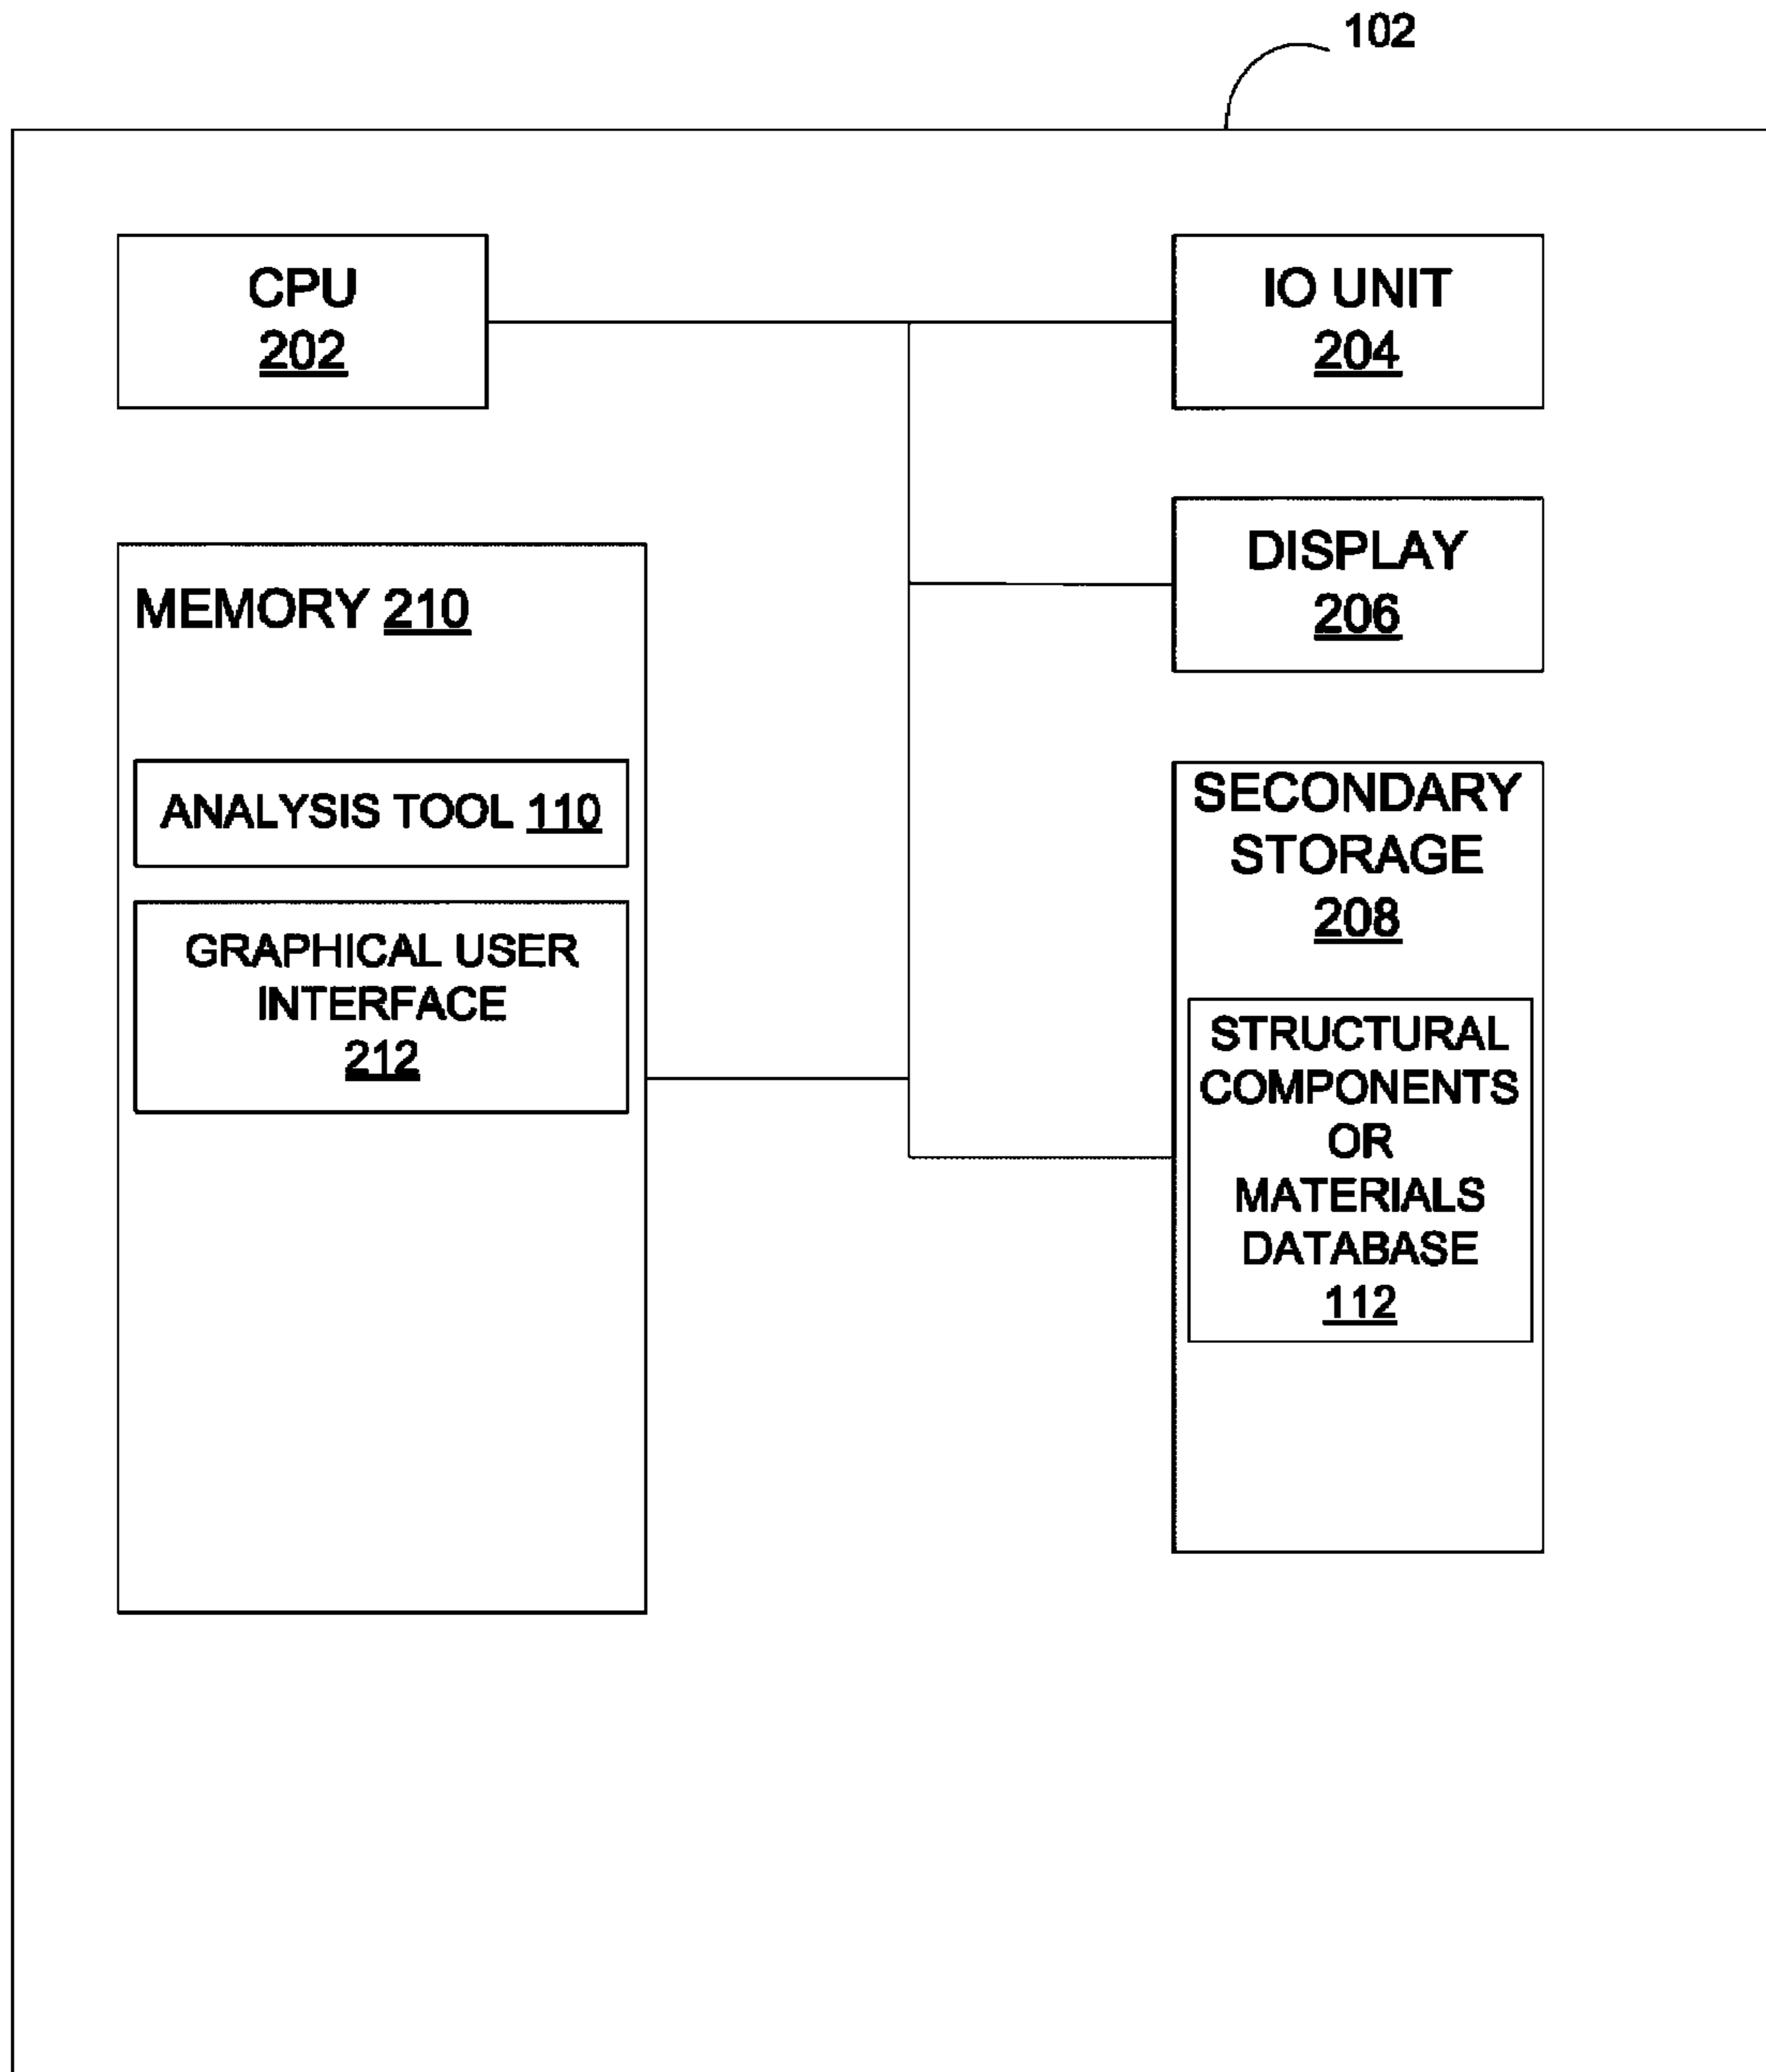 102
CPU
202
IO UNIT
204
DISPLAY
206
MEMORY 210
ANALYSIS TOOL 110
GRAPHICAL USER
INTERFACE
212
SECONDARY
STORAGE
208
STRUCTURAL
COMPONENTS
OR
MATERIALS
DATABASE
112